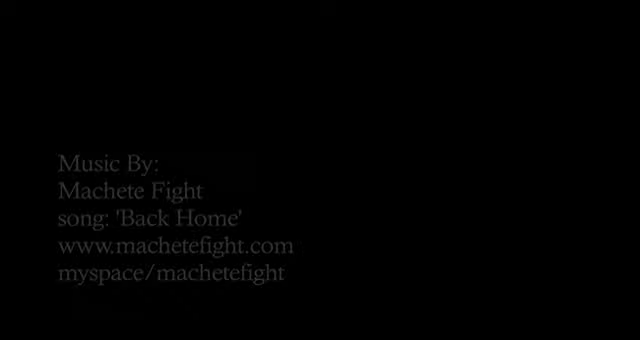 Music By:
Machete Fight
song: 'Back Home'
www.machetefight.com
myspace/machetefight